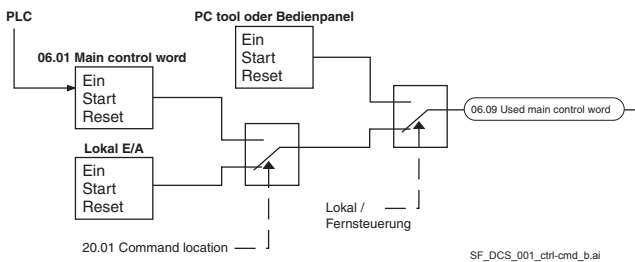 PLC
PC tool oder Bedienpanel
06.01 Main control word
Ein
Start
Reset
Ein
Start
Reset
06.09 Used main control word
Lokal E/A
Ein
Start
Reset
Lokal /
Fernsteuerung
20.01 Command location
SF_DCS_001_ctrl-cmd_b.ai